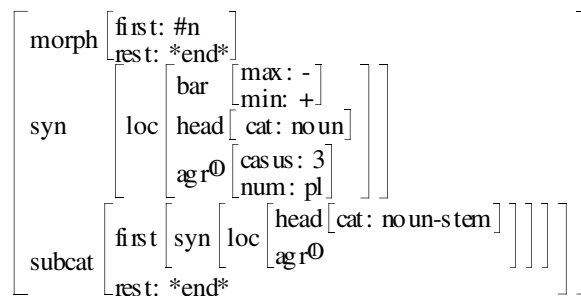 morph [first: #n
rest: *end*]
syn [loc [bar [max: -
min: +]
head [cat: noun]
agr① [casus: 3
num: pl]]]
subcat [first [syn [loc [head [cat: noun-stem]
agr①]]]
rest: *end*]